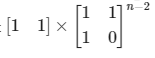 [1 1] × [1 1; 1 0]^{n−2}